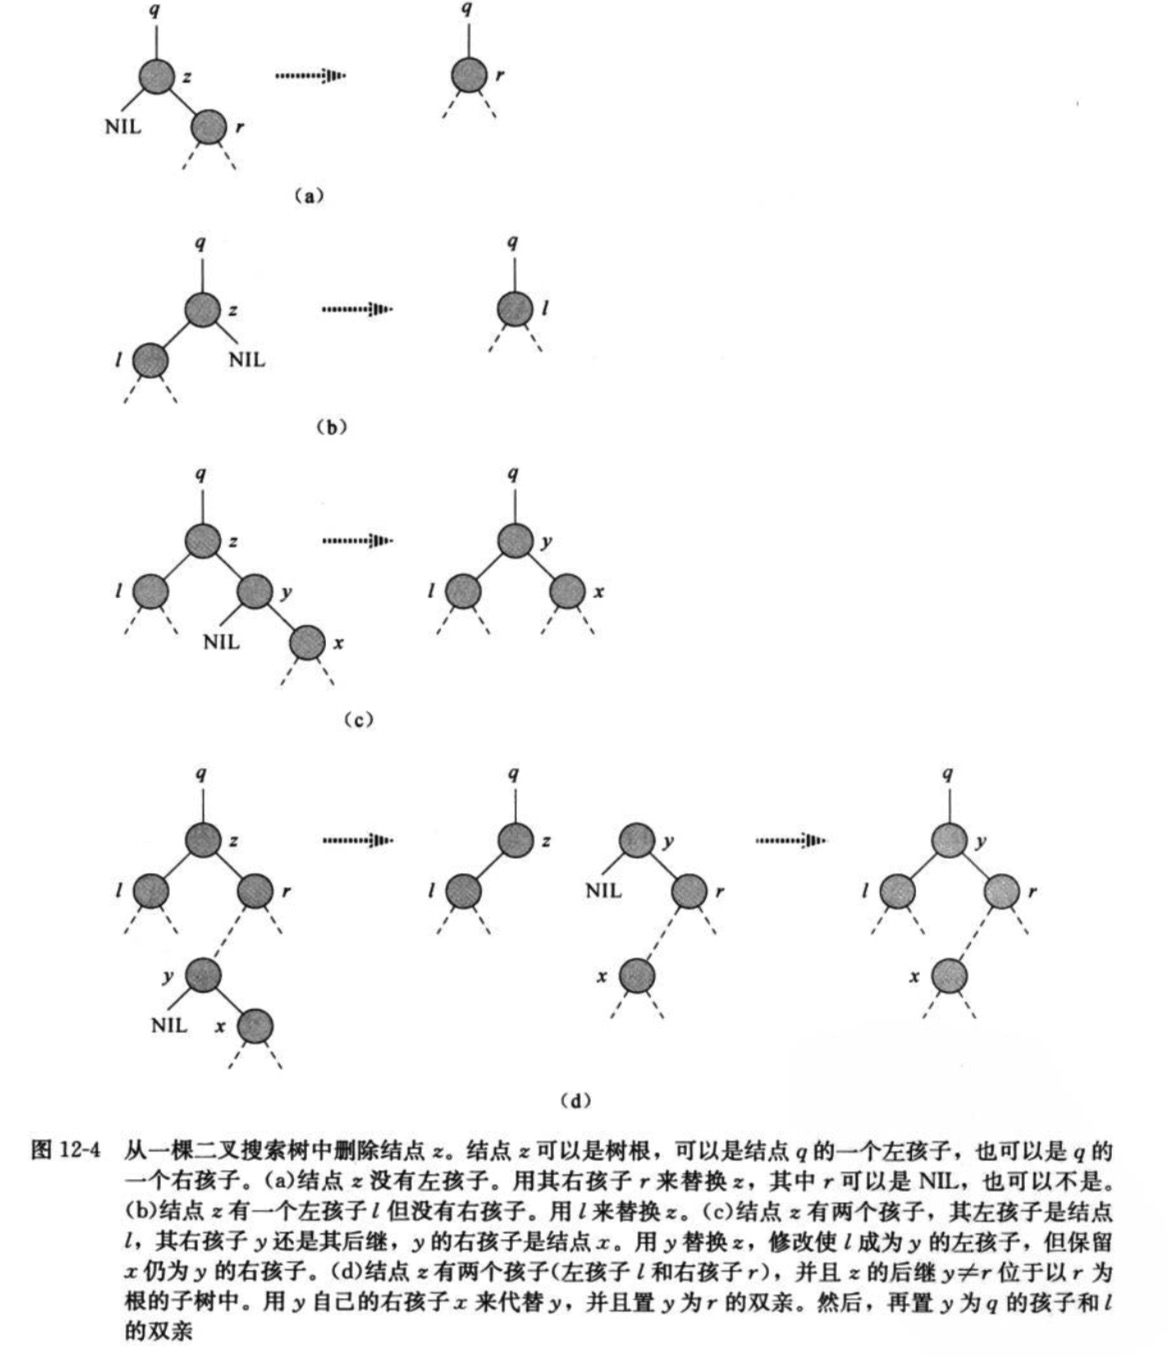 q
q
z
r
NIL
r
(a)
q
q
z
l
l
NIL
(b)
q
q
z
y
l
y
l
x
NIL
x
(c)
q
q
q
z
z
y
y
l
r
l
NIL
r
l
r
y
x
x
NIL
x
(d)
图 12-4 从一棵二叉搜索树中删除结点 z。结点 z 可以是树根，可以是结点 q 的一个左孩子，也可以是 q 的
一个右孩子。(a)结点 z 没有左孩子。用其右孩子 r 来替换 z，其中 r 可以是 NIL，也可以不是。
(b)结点 z 有一个左孩子 l 但没有右孩子。用 l 来替换 z。(c)结点 z 有两个孩子，其左孩子是结点
l，其右孩子 y 还是其后继，y 的右孩子是结点 x。用 y 替换 z，修改使 l 成为 y 的左孩子，但保留
x 仍为 y 的右孩子。(d)结点 z 有两个孩子(左孩子 l 和右孩子 r)，并且 z 的后继 y≠r 位于以 r 为
根的子树中。用 y 自己的右孩子 x 来代替 y，并且置 y 为 r 的双亲。然后，再置 y 为 q 的孩子和 l
的双亲